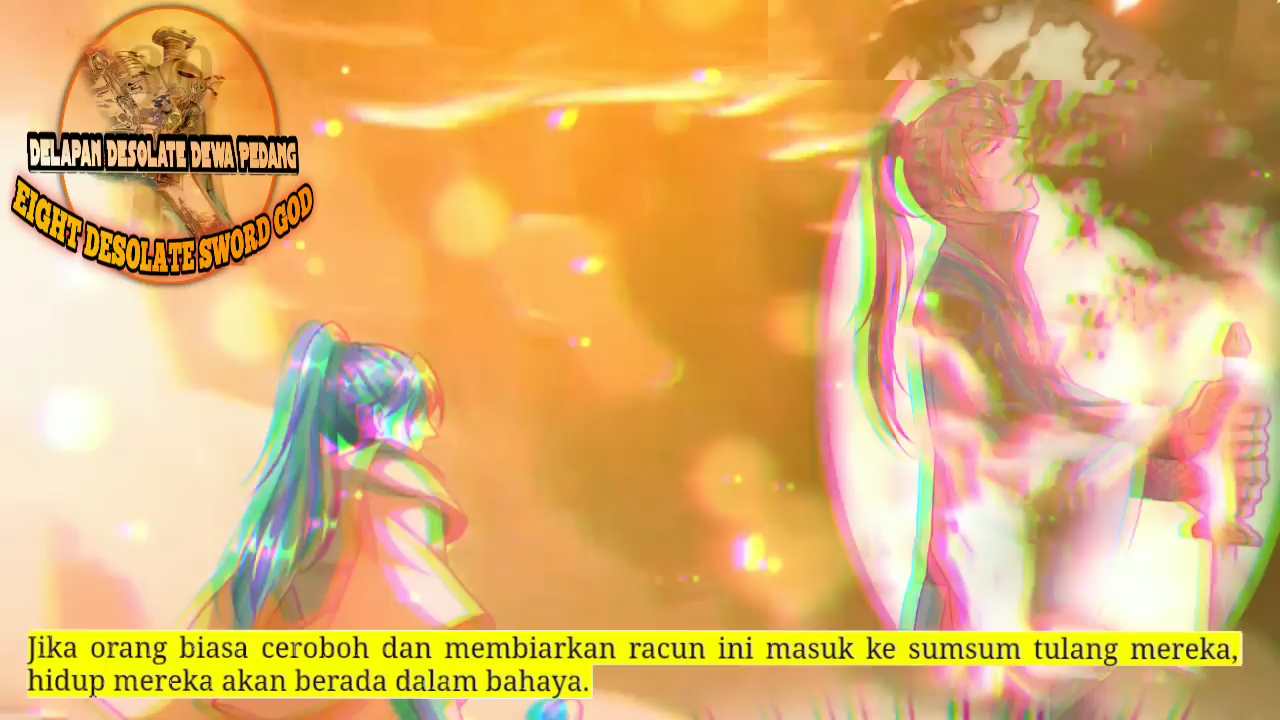 DELAPAN DESOLATE DEWA PEDANG
EIGHT DESOLATE SWORD GOD
Jika orang biasa ceroboh dan membiarkan racun ini masuk ke sumsum tulang mereka,
hidup mereka akan berada dalam bahaya.